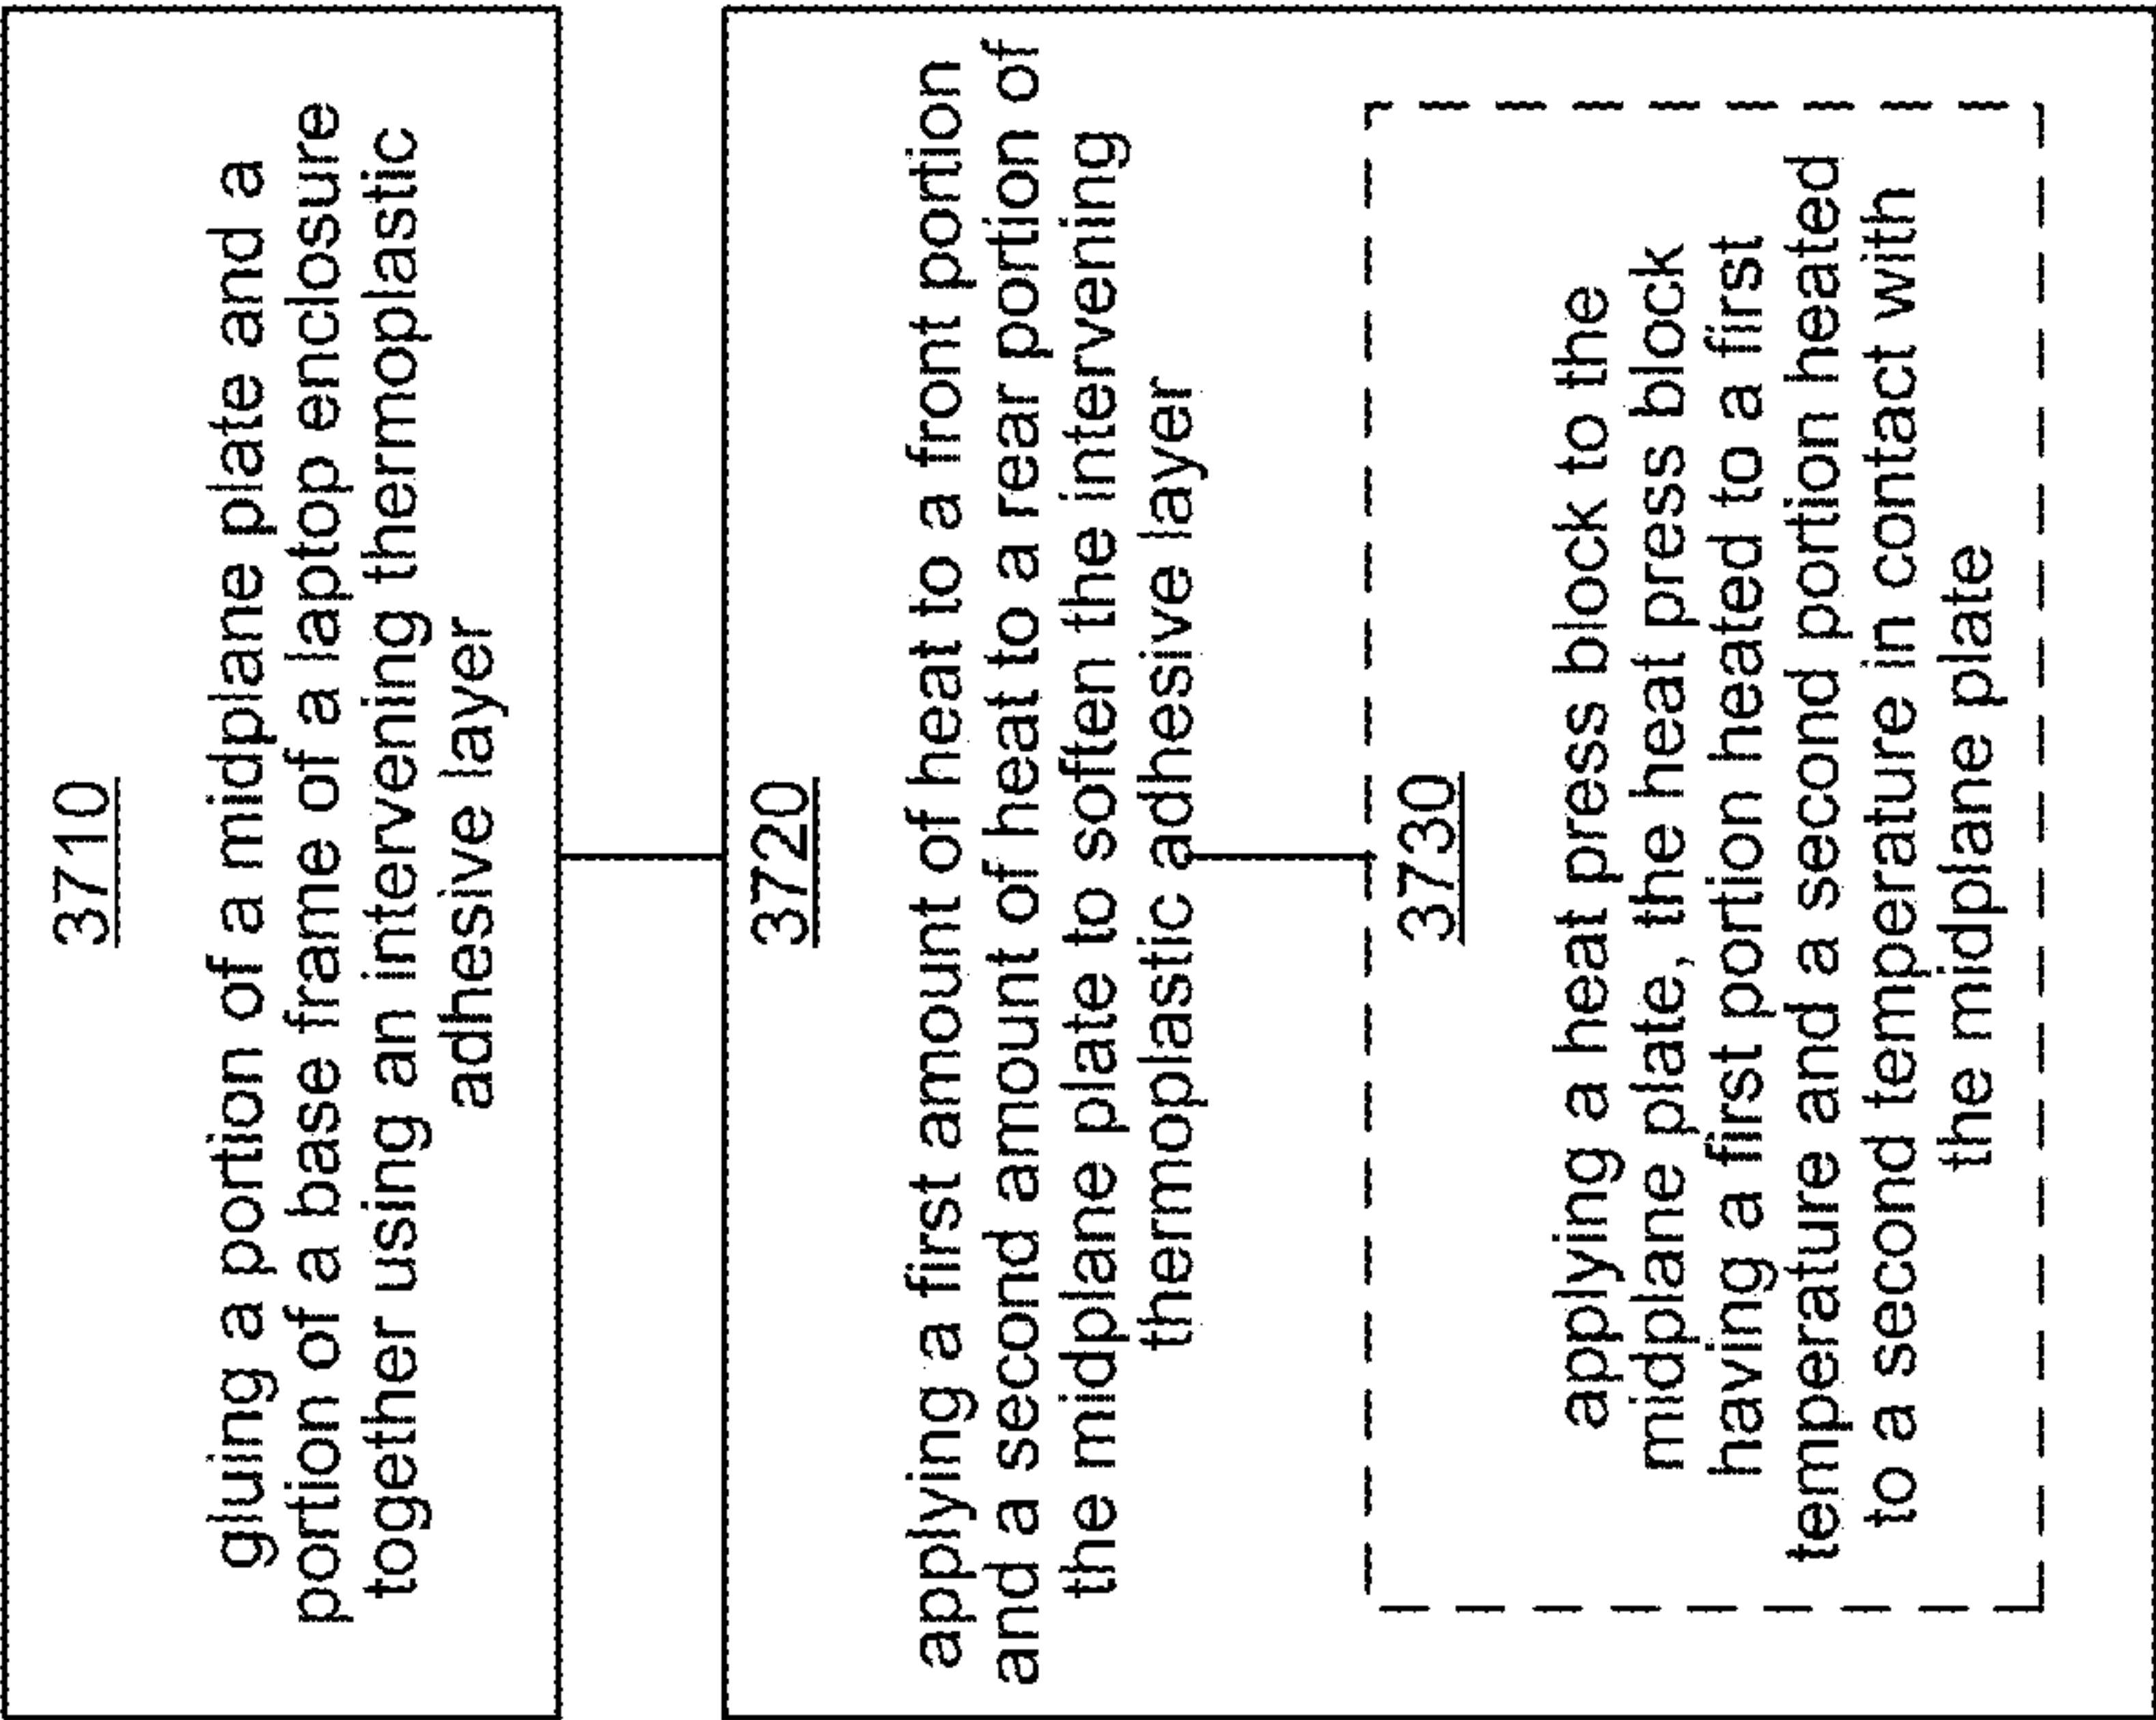 3710
gluing a portion of a midplane plate and a
portion of a base frame of a laptop enclosure
together using an intervening thermoplastic
adhesive layer
3720
applying a first amount of heat to a front portion
and a second amount of heat to a rear portion of
the midplane plate to soften the intervening
thermoplastic adhesive layer
3730
applying a heat press block to the
midplane plate, the heat press block
having a first portion heated to a first
temperature and a second portion heated
to a second temperature in contact with
the midplane plate